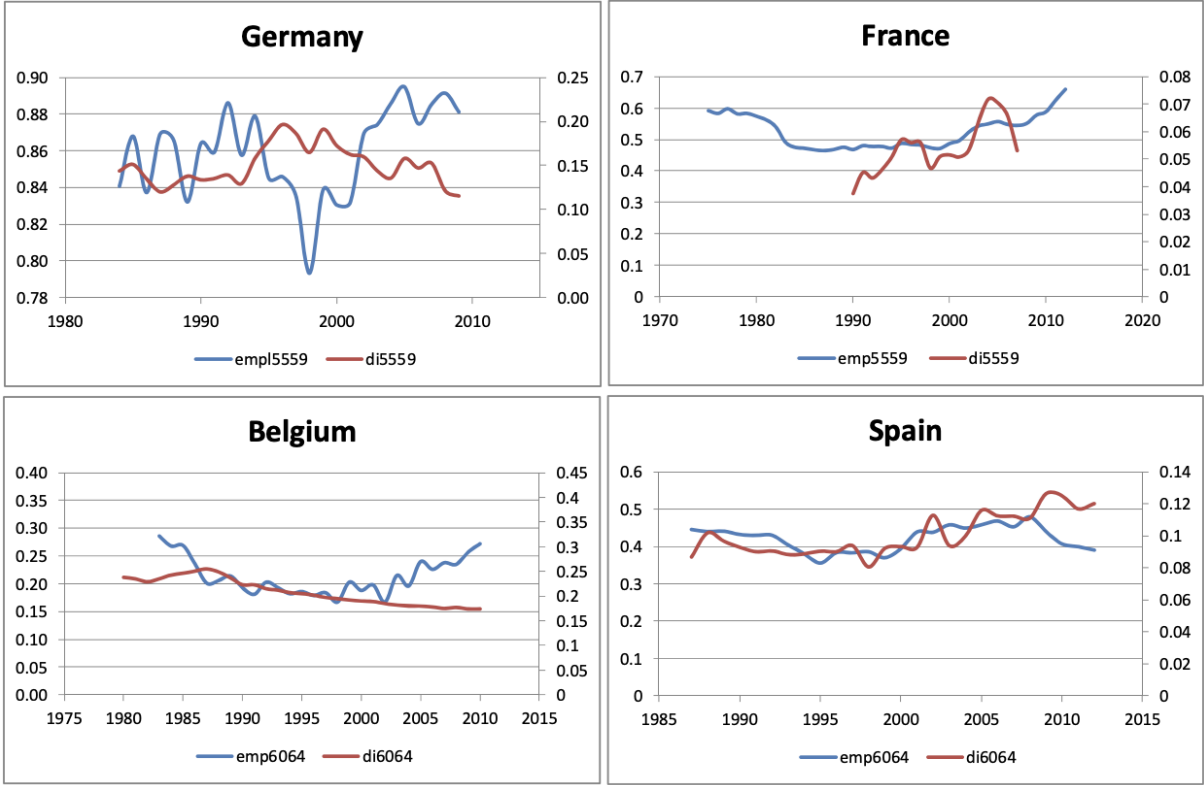 Germany
0.90 0.25
0.88 0.20
0.86 0.15
0.84
0.82 0.10
0.80 0.05
0.78 0.00
1980 1990 2000 2010
empl5559 di5559
France
0.7 0.08
0.6 0.07
0.5 0.06
0.4 0.05
0.3 0.04
0.2 0.03
0.1 0.02
0 0.01
0
1970 1980 1990 2000 2010 2020
emp5559 di5559
Belgium
0.40 0.45
0.35 0.4
0.30 0.35
0.25 0.3
0.20 0.25
0.15 0.2
0.10 0.15
0.05 0.1
0.00 0.05
0
1975 1980 1985 1990 1995 2000 2005 2010 2015
emp6064 di6064
Spain
0.6 0.14
0.5 0.12
0.4 0.10
0.3 0.08
0.2 0.06
0.1 0.04
0 0.02
0
1985 1990 1995 2000 2005 2010 2015
emp6064 di6064